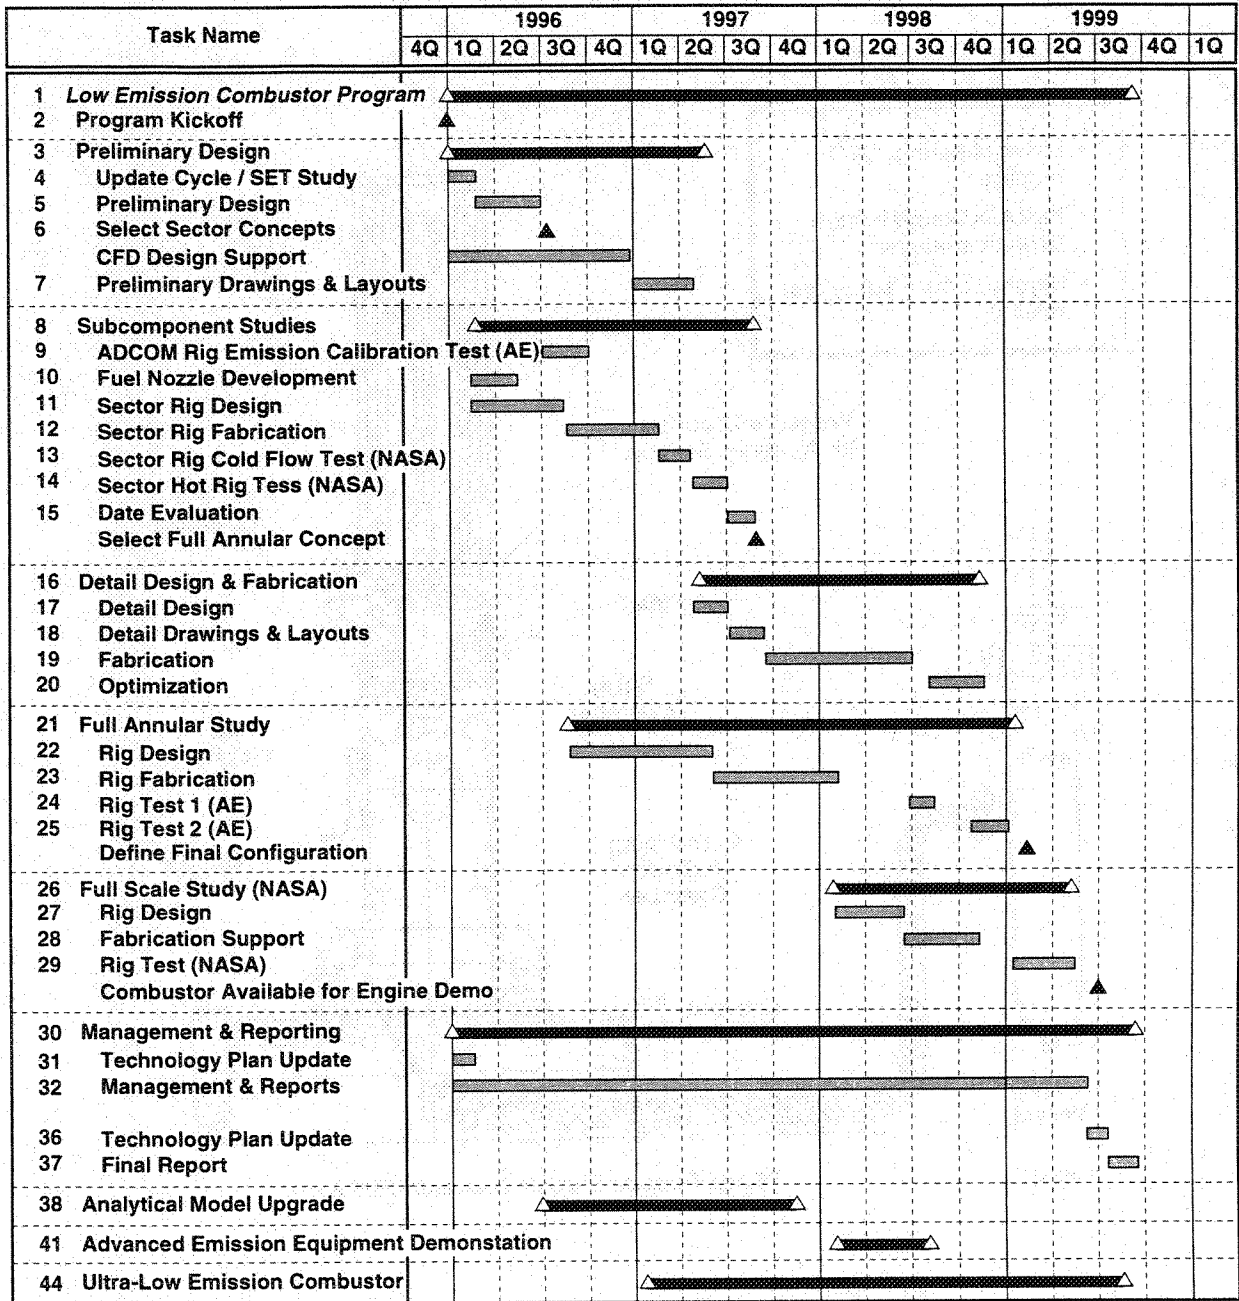 Task Name
1996 1997 1998 1999
4Q 1Q 2Q 3Q 4Q 1Q 2Q 3Q 4Q 1Q 2Q 3Q 4Q 1Q 2Q 3Q 4Q 1Q
1 Low Emission Combustor Program
2 Program Kickoff
3 Preliminary Design
4 Update Cycle / SET Study
5 Preliminary Design
6 Select Sector Concepts
CFD Design Support
7 Preliminary Drawings & Layouts
8 Subcomponent Studies
9 ADCOM Rig Emission Calibration Test (AE)
10 Fuel Nozzle Development
11 Sector Rig Design
12 Sector Rig Fabrication
13 Sector Rig Cold Flow Test (NASA)
14 Sector Hot Rig Tess (NASA)
15 Date Evaluation
Select Full Annular Concept
16 Detail Design & Fabrication
17 Detail Design
18 Detail Drawings & Layouts
19 Fabrication
20 Optimization
21 Full Annular Study
22 Rig Design
23 Rig Fabrication
24 Rig Test 1 (AE)
25 Rig Test 2 (AE)
Define Final Configuration
26 Full Scale Study (NASA)
27 Rig Design
28 Fabrication Support
29 Rig Test (NASA)
Combustor Available for Engine Demo
30 Management & Reporting
31 Technology Plan Update
32 Management & Reports
36 Technology Plan Update
37 Final Report
38 Analytical Model Upgrade
41 Advanced Emission Equipment Demonstation
44 Ultra-Low Emission Combustor